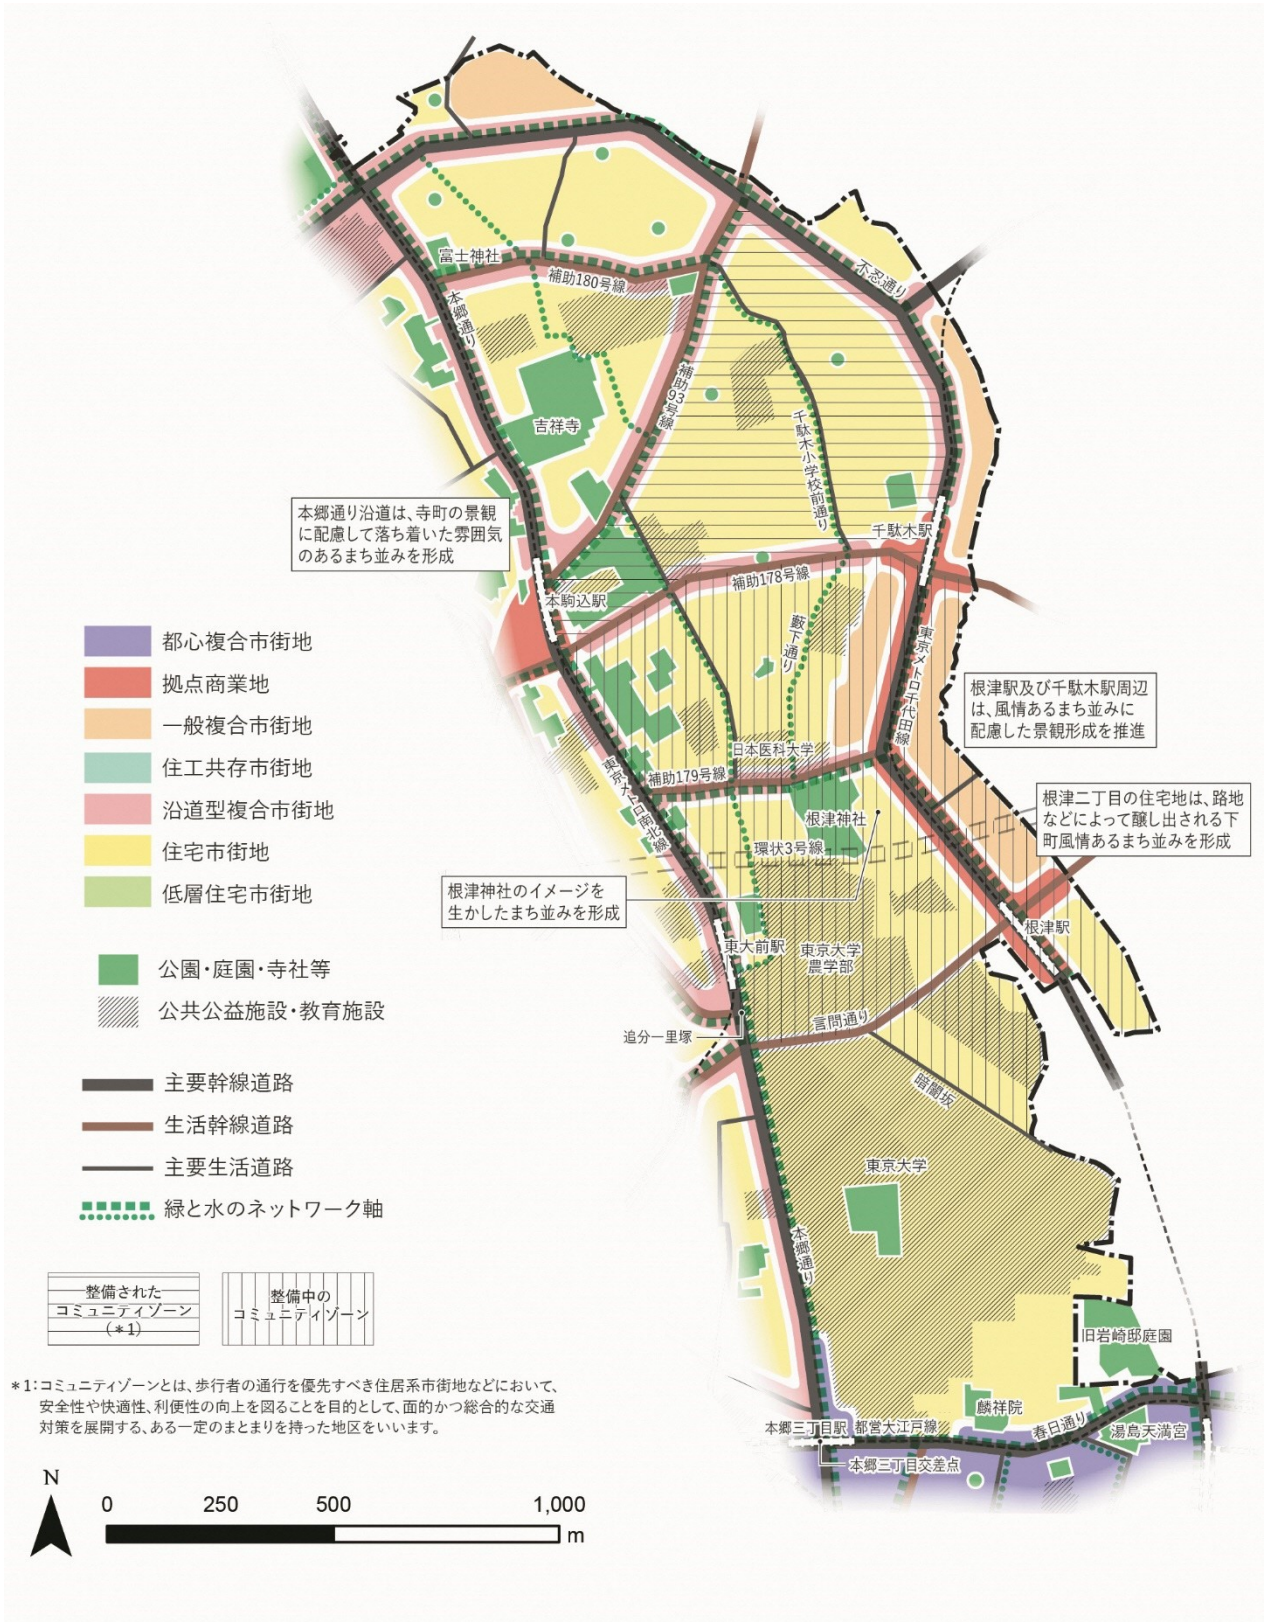 富士神社
補助180号線
不忍通り
本郷通り
補助93号線
吉祥寺
千駄木小学校前通り
本郷通り沿道は、寺町の景観
に配慮して落ち着いた雰囲気
のあるまち並みを形成
千駄木駅
補助178号線
本駒込駅
藪下通り
東京メトロ千代田線
根津駅及び千駄木駅周辺
は、風情あるまち並みに
配慮した景観形成を推進
日本医科大学
補助179号線
東京メトロ南北線
根津二丁目の住宅地は、路地
などによって醸し出される下
町風情あるまち並みを形成
根津神社
環状3号線
根津神社のイメージを
生かしたまち並みを形成
根津駅
東大前駅
東京大学
農学部
言問通り
追分一里塚
暗闇坂
東京大学
本郷通り
旧岩崎邸庭園
麟祥院
春日通り
湯島天満宮
本郷三丁目駅
都営大江戸線
本郷三丁目交差点
都心複合市街地
拠点商業地
一般複合市街地
住工共存市街地
沿道型複合市街地
住宅市街地
低層住宅市街地
公園・庭園・寺社等
公共公益施設・教育施設
主要幹線道路
生活幹線道路
主要生活道路
緑と水のネットワーク軸
整備された
コミュニティゾーン
(*1)
整備中の
コミュニティゾーン
*1:コミュニティゾーンとは、歩行者の通行を優先すべき住居系市街地などにおいて、
安全性や快適性、利便性の向上を図ることを目的として、面的かつ総合的な交通
対策を展開する、ある一定のまとまりを持った地区をいいます。
N
0 250 500 1,000
m